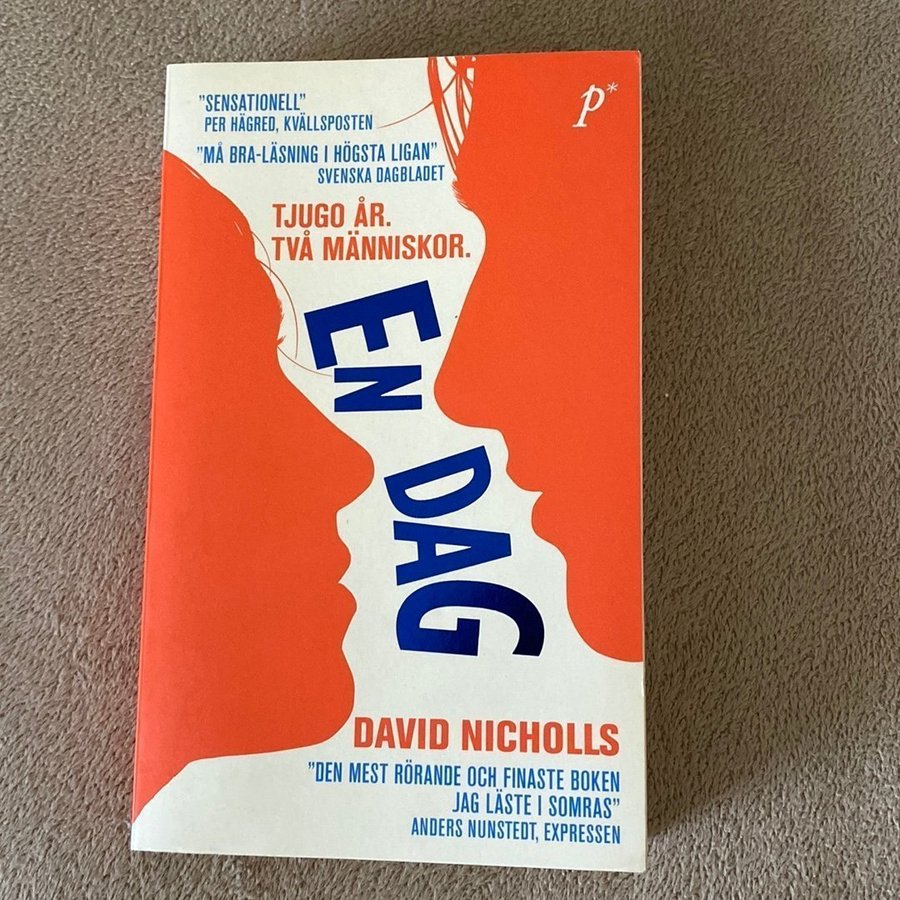 "SENSATIONELL"
PER HÄGRED, KVÄLLSPOSTEN
"MÅ BRA-LÄSNING I HÖGSTA LIGAN"
SVENSKA DAGBLADET
p*
TJUGO ÅR.
TVÅ MÄNNISKOR.
EN
DAG
DAVID NICHOLLS
"DEN MEST RÖRANDE OCH FINASTE BOKEN
JAG LÄSTE I SOMRAS"
ANDERS NUNSTEDT, EXPRESSEN